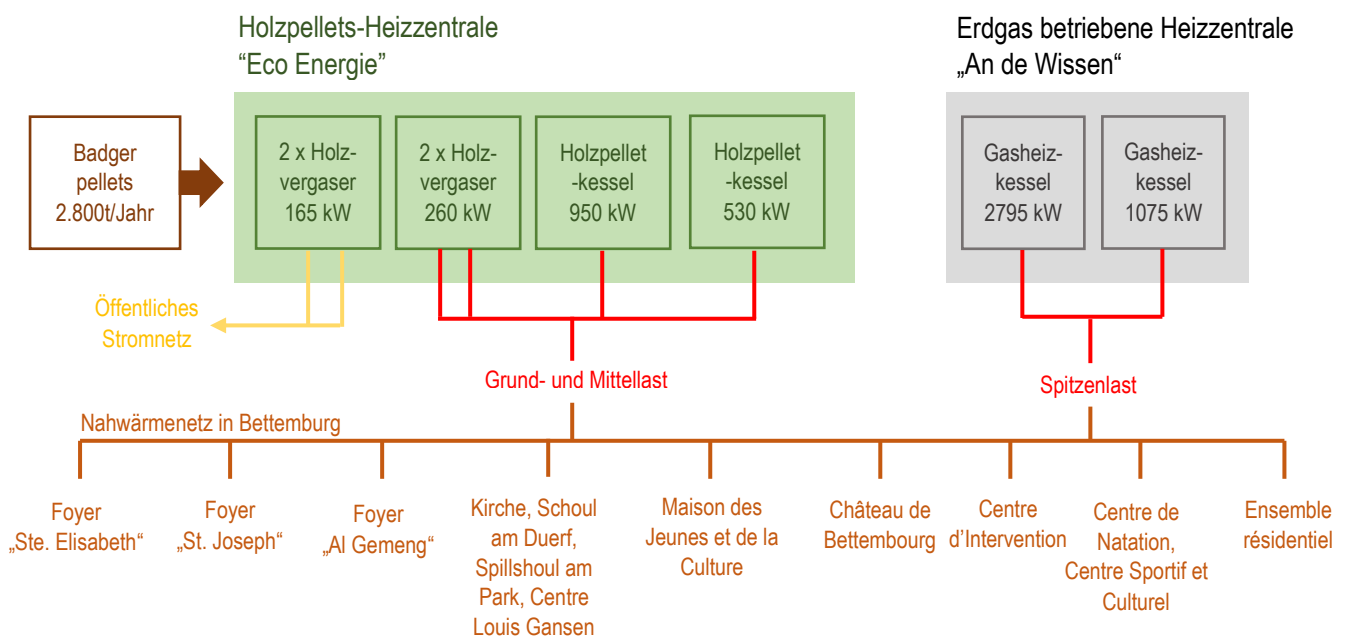 Holzpellets-Heizzentrale
“Eco Energie”
Erdgas betriebene Heizzentrale
„An de Wissen“
Badger
pellets
2.800t/Jahr
2 x Holz-
vergaser
165 kW
2 x Holz-
vergaser
260 kW
Holzpellet
-kessel
950 kW
Holzpellet
-kessel
530 kW
Gasheiz-
kessel
2795 kW
Gasheiz-
kessel
1075 kW
Öffentliches
Stromnetz
Grund- und Mittellast
Spitzenlast
Nahwärmenetz in Bettemburg
Foyer
„Ste. Elisabeth“
Foyer
„St. Joseph“
Foyer
„Al Gemeng“
Kirche, Schoul
am Duerf,
Spillshoul am
Park, Centre
Louis Gansen
Maison des
Jeunes et de la
Culture
Château de
Bettembourg
Centre
d’Intervention
Centre de
Natation,
Centre Sportif et
Culturel
Ensemble
résidentiel